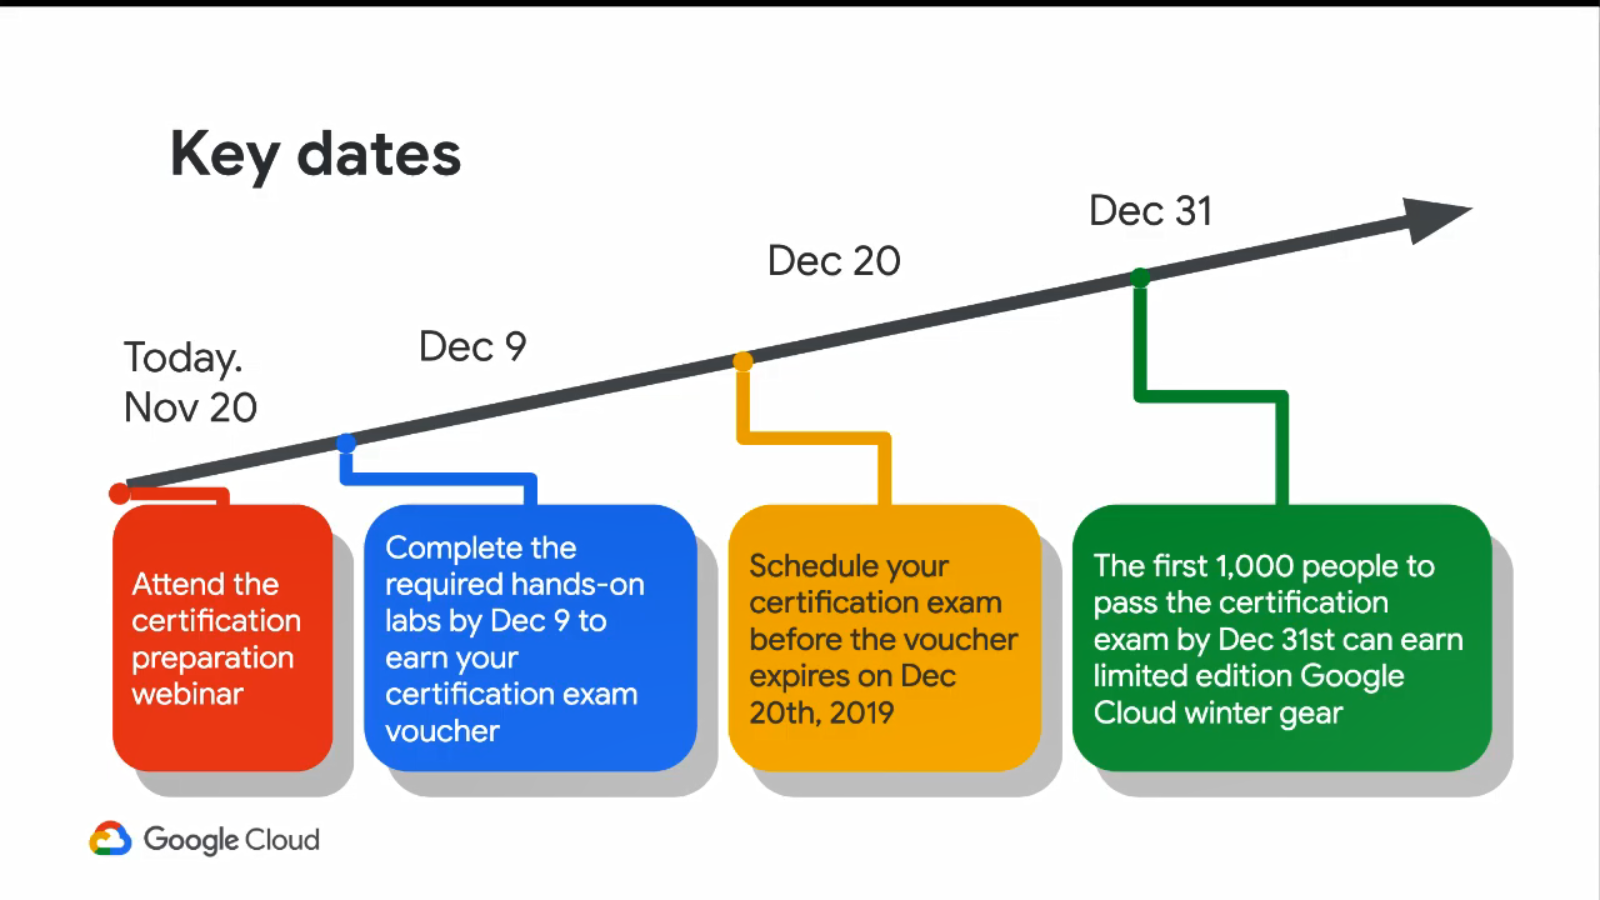 Key dates
Today.
Nov 20
Dec 9
Dec 20
Dec 31
Attend the
certification
preparation
webinar
Complete the
required hands-on
labs by Dec 9 to
earn your
certification exam
voucher
Schedule your
certification exam
before the voucher
expires on Dec
20th, 2019
The first 1,000 people to
pass the certification
exam by Dec 31st can earn
limited edition Google
Cloud winter gear
Google Cloud